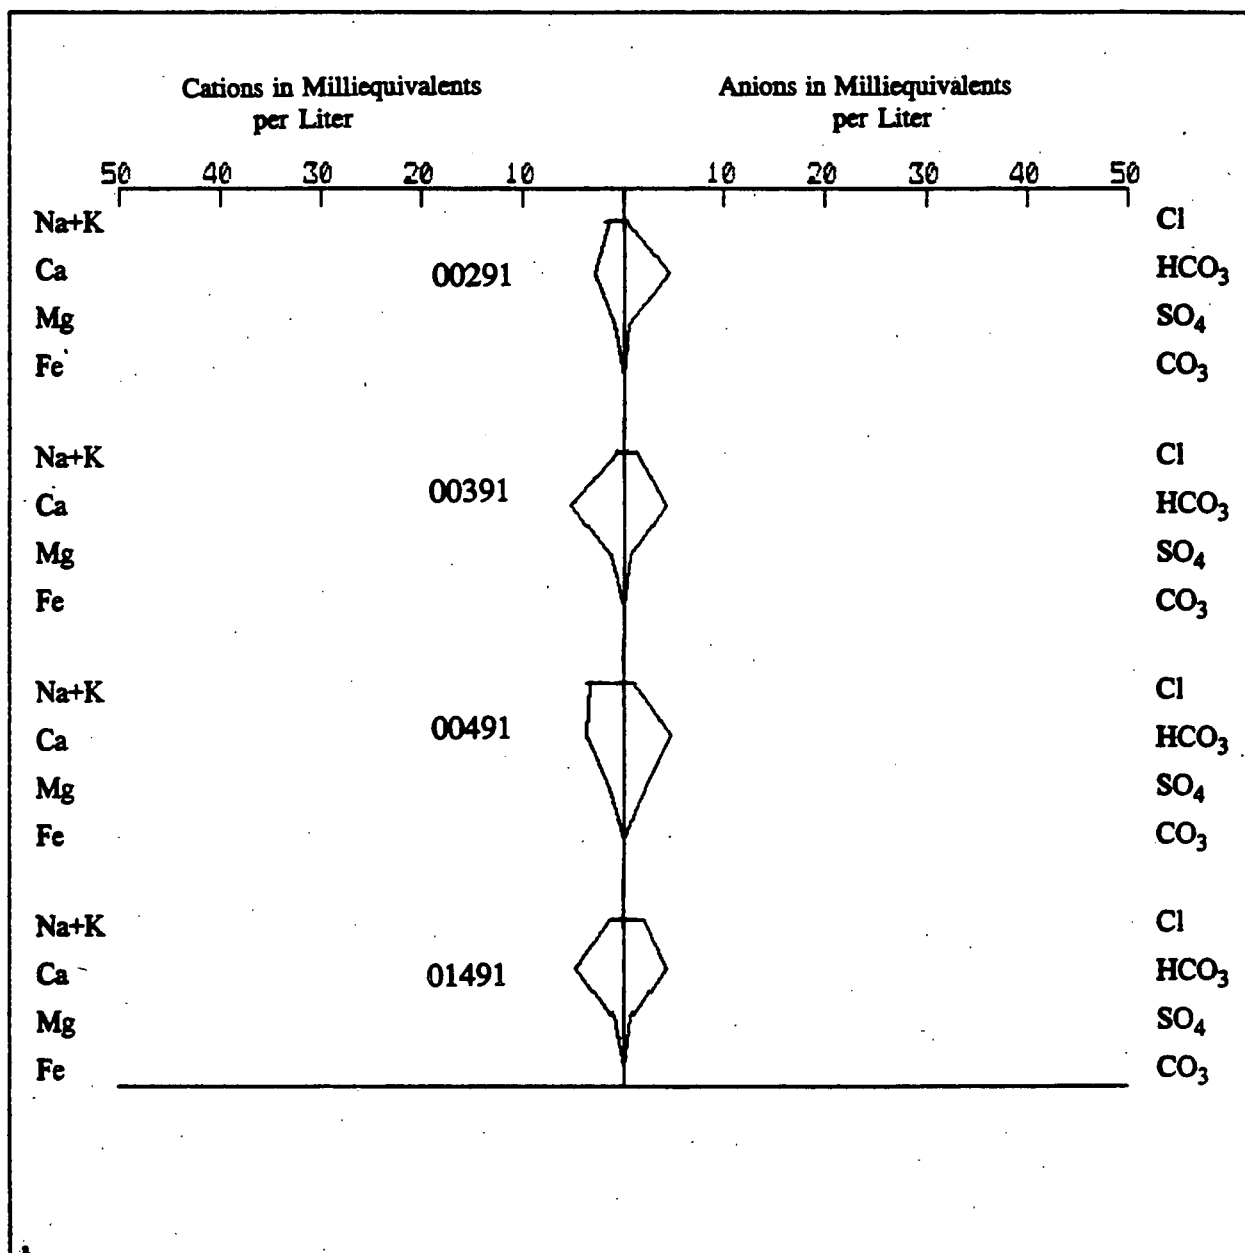 Cations in Milliequivalents
per Liter
Anions in Milliequivalents
per Liter
50 40 30 20 10 10 20 30 40 50
Na+K Cl
Ca 00291 HCO₃
Mg SO₄
Fe CO₃
Na+K Cl
Ca 00391 HCO₃
Mg SO₄
Fe CO₃
Na+K Cl
Ca 00491 HCO₃
Mg SO₄
Fe CO₃
Na+K Cl
Ca 01491 HCO₃
Mg SO₄
Fe CO₃